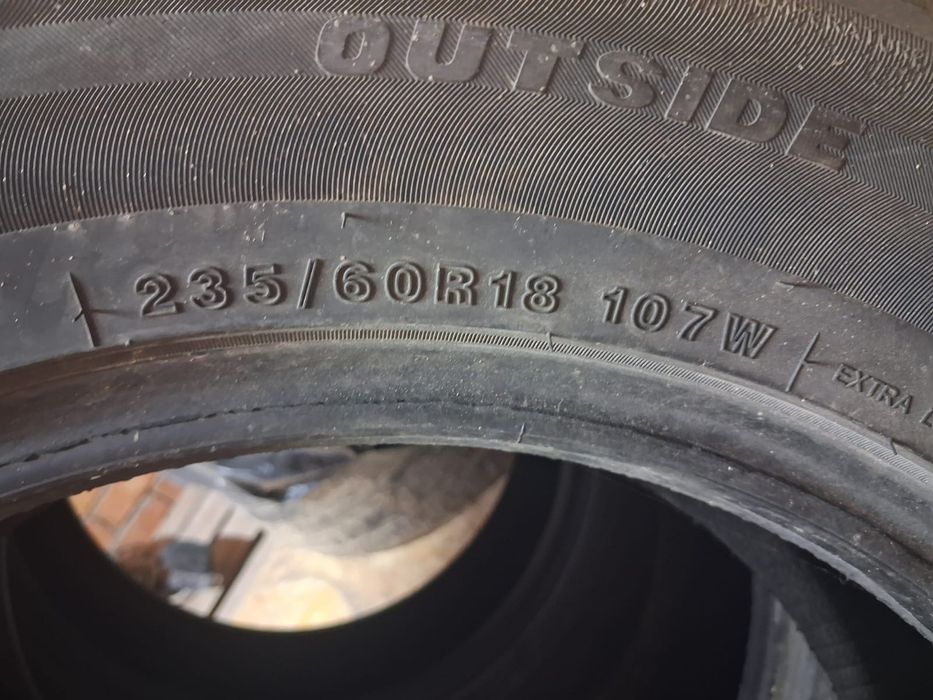 OUTSIDE
235/60R18 107W
EXTRA